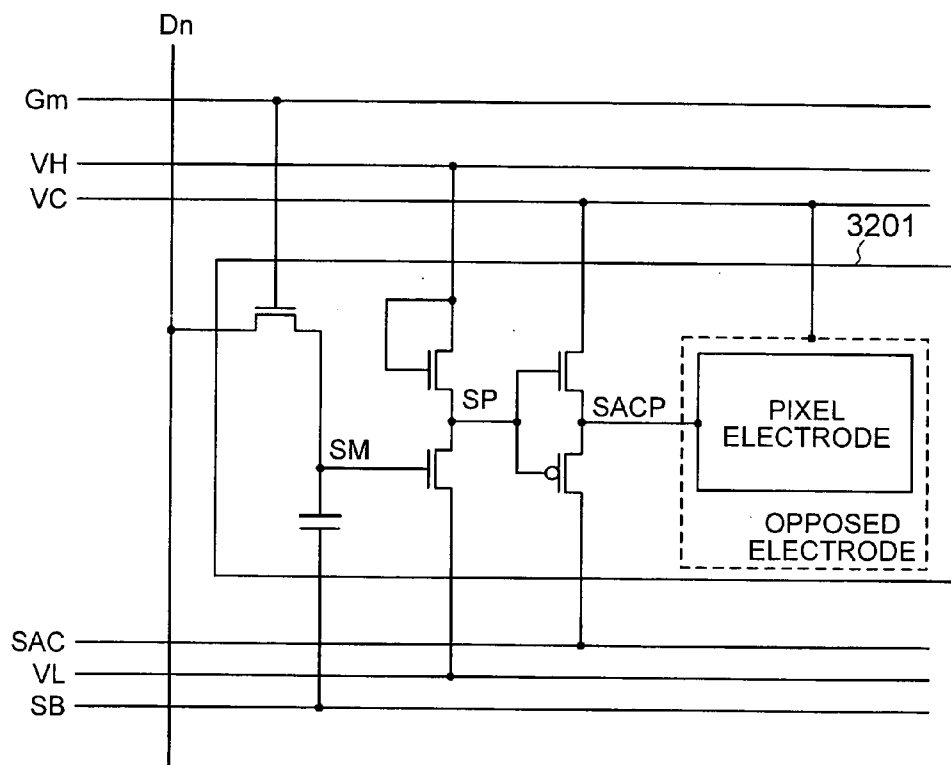 Dn
Gm
VH
VC
3201
SP
SACP
PIXEL
ELECTRODE
SM
OPPOSED
ELECTRODE
SAC
VL
SB